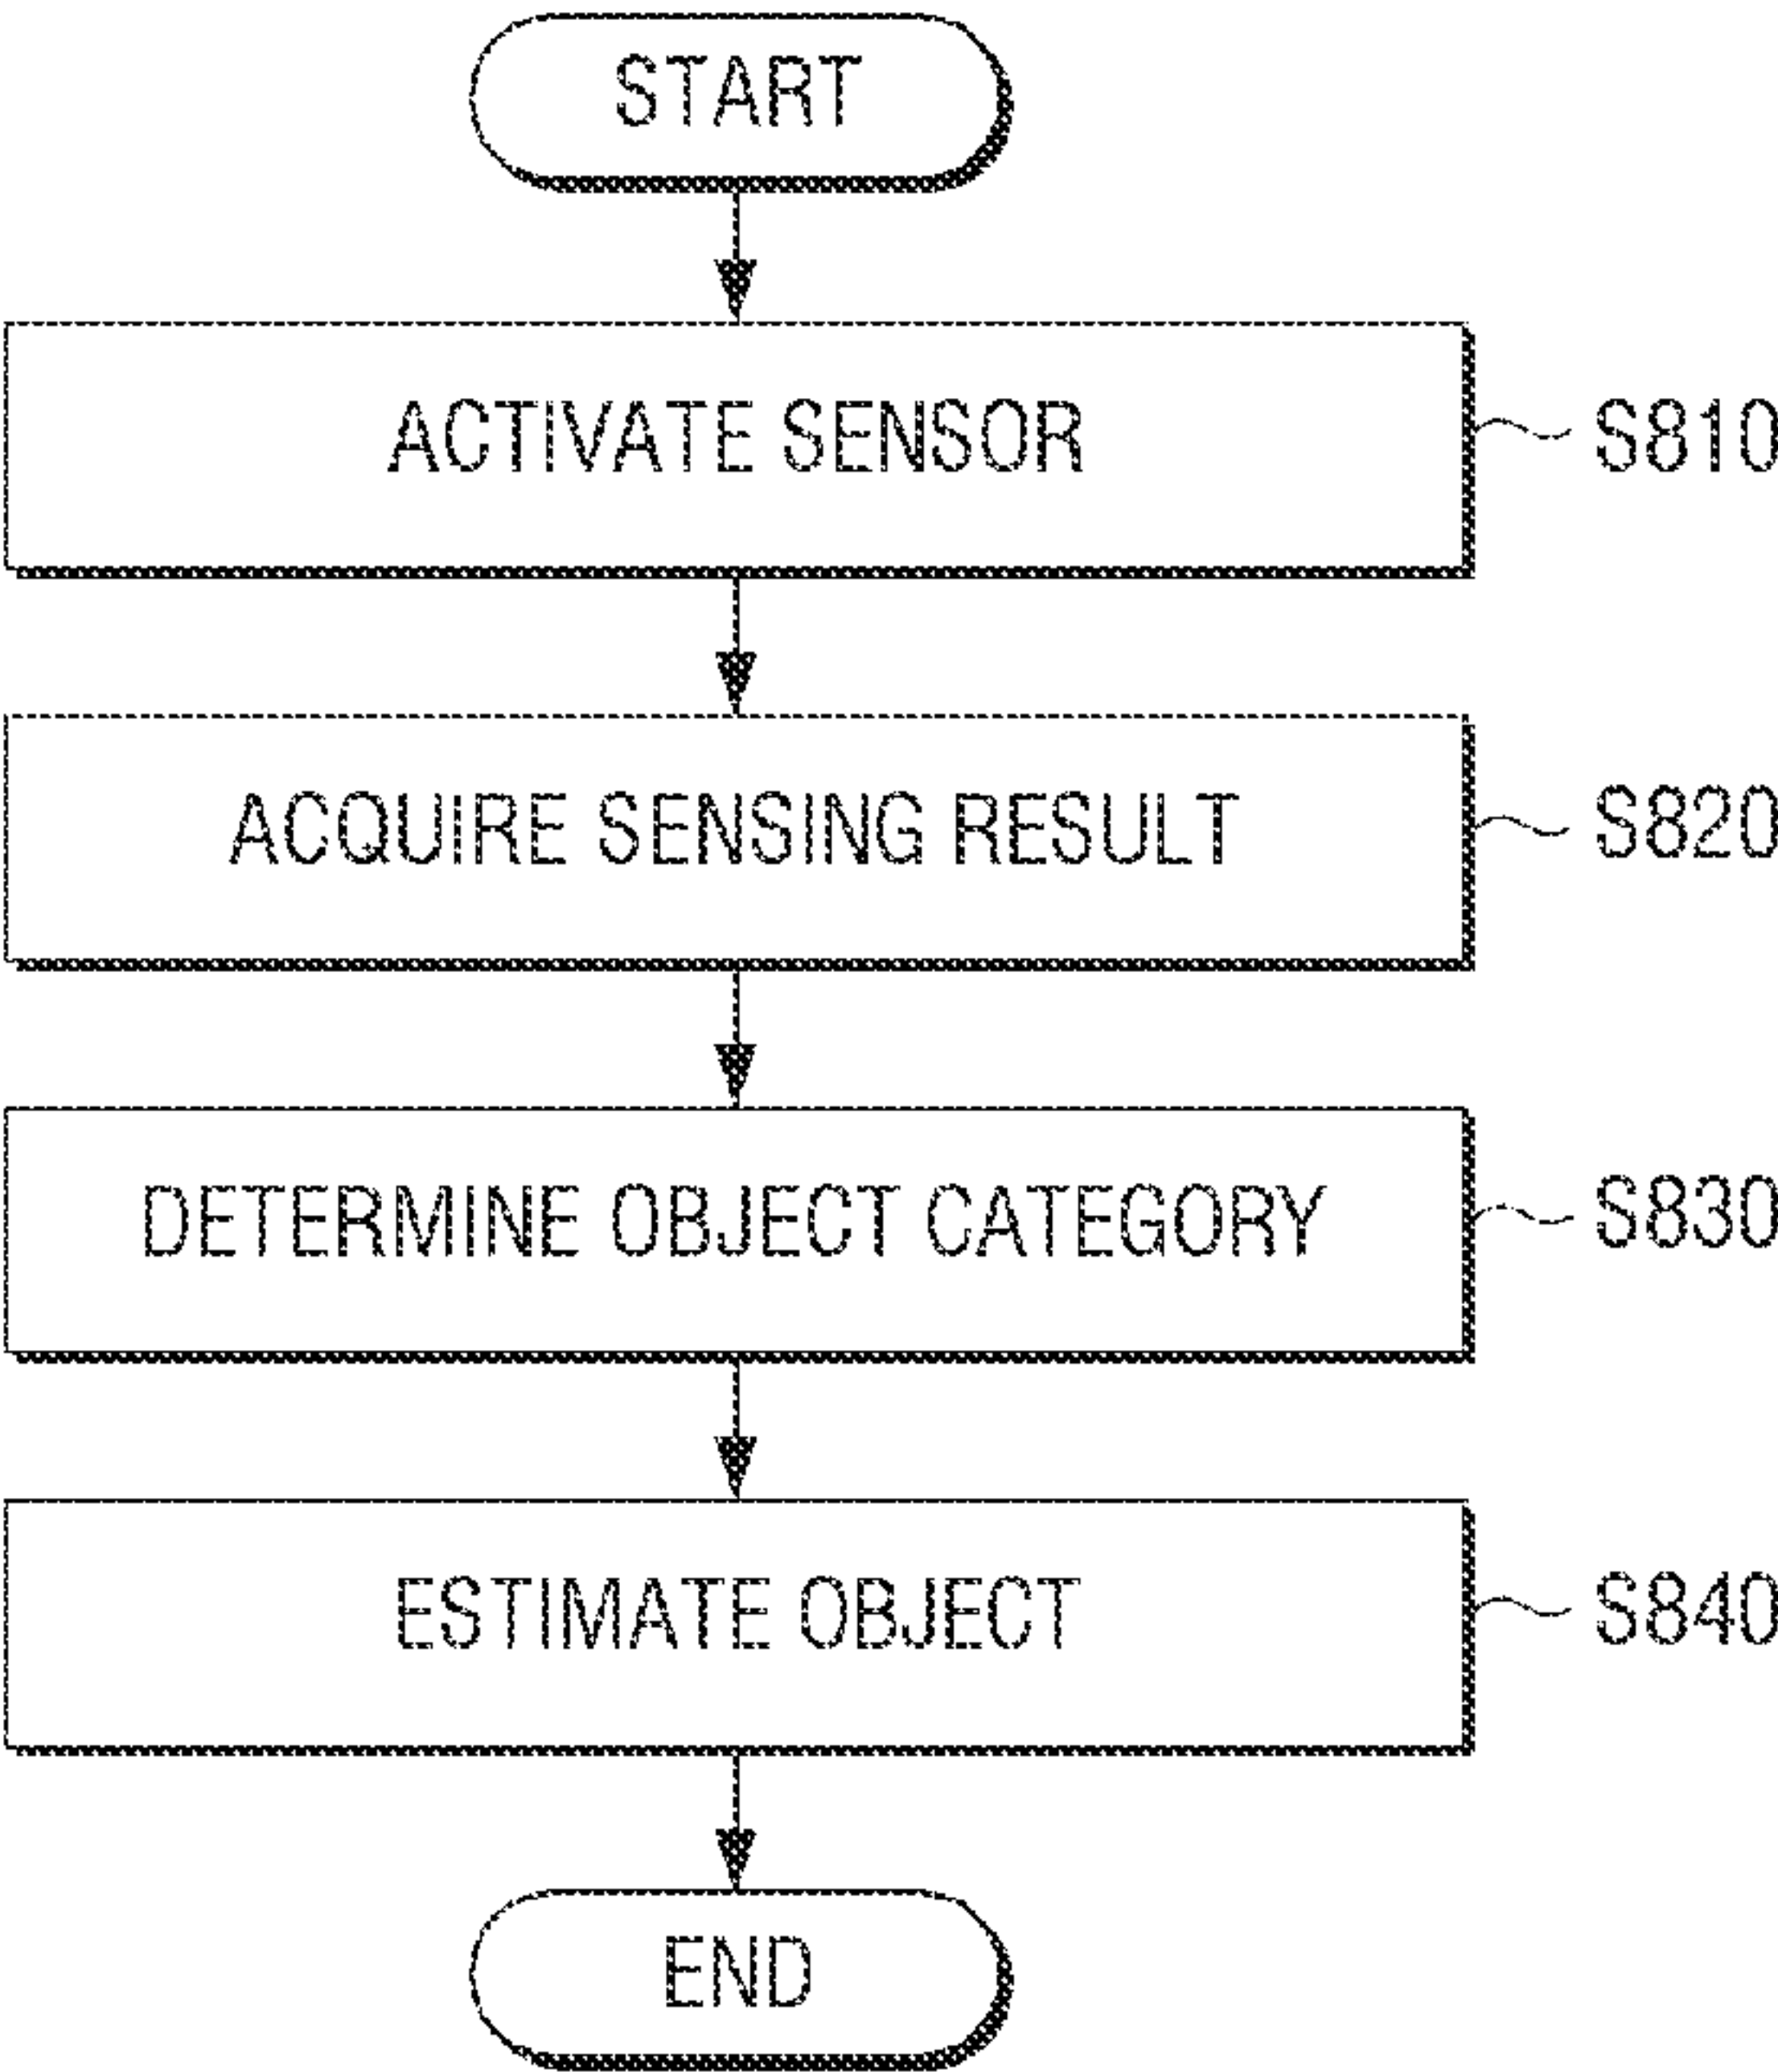 START
ACTIVATE SENSOR
S810
ACQUIRE SENSING RESULT
S820
DETERMINE OBJECT CATEGORY
S830
ESTIMATE OBJECT
S840
END